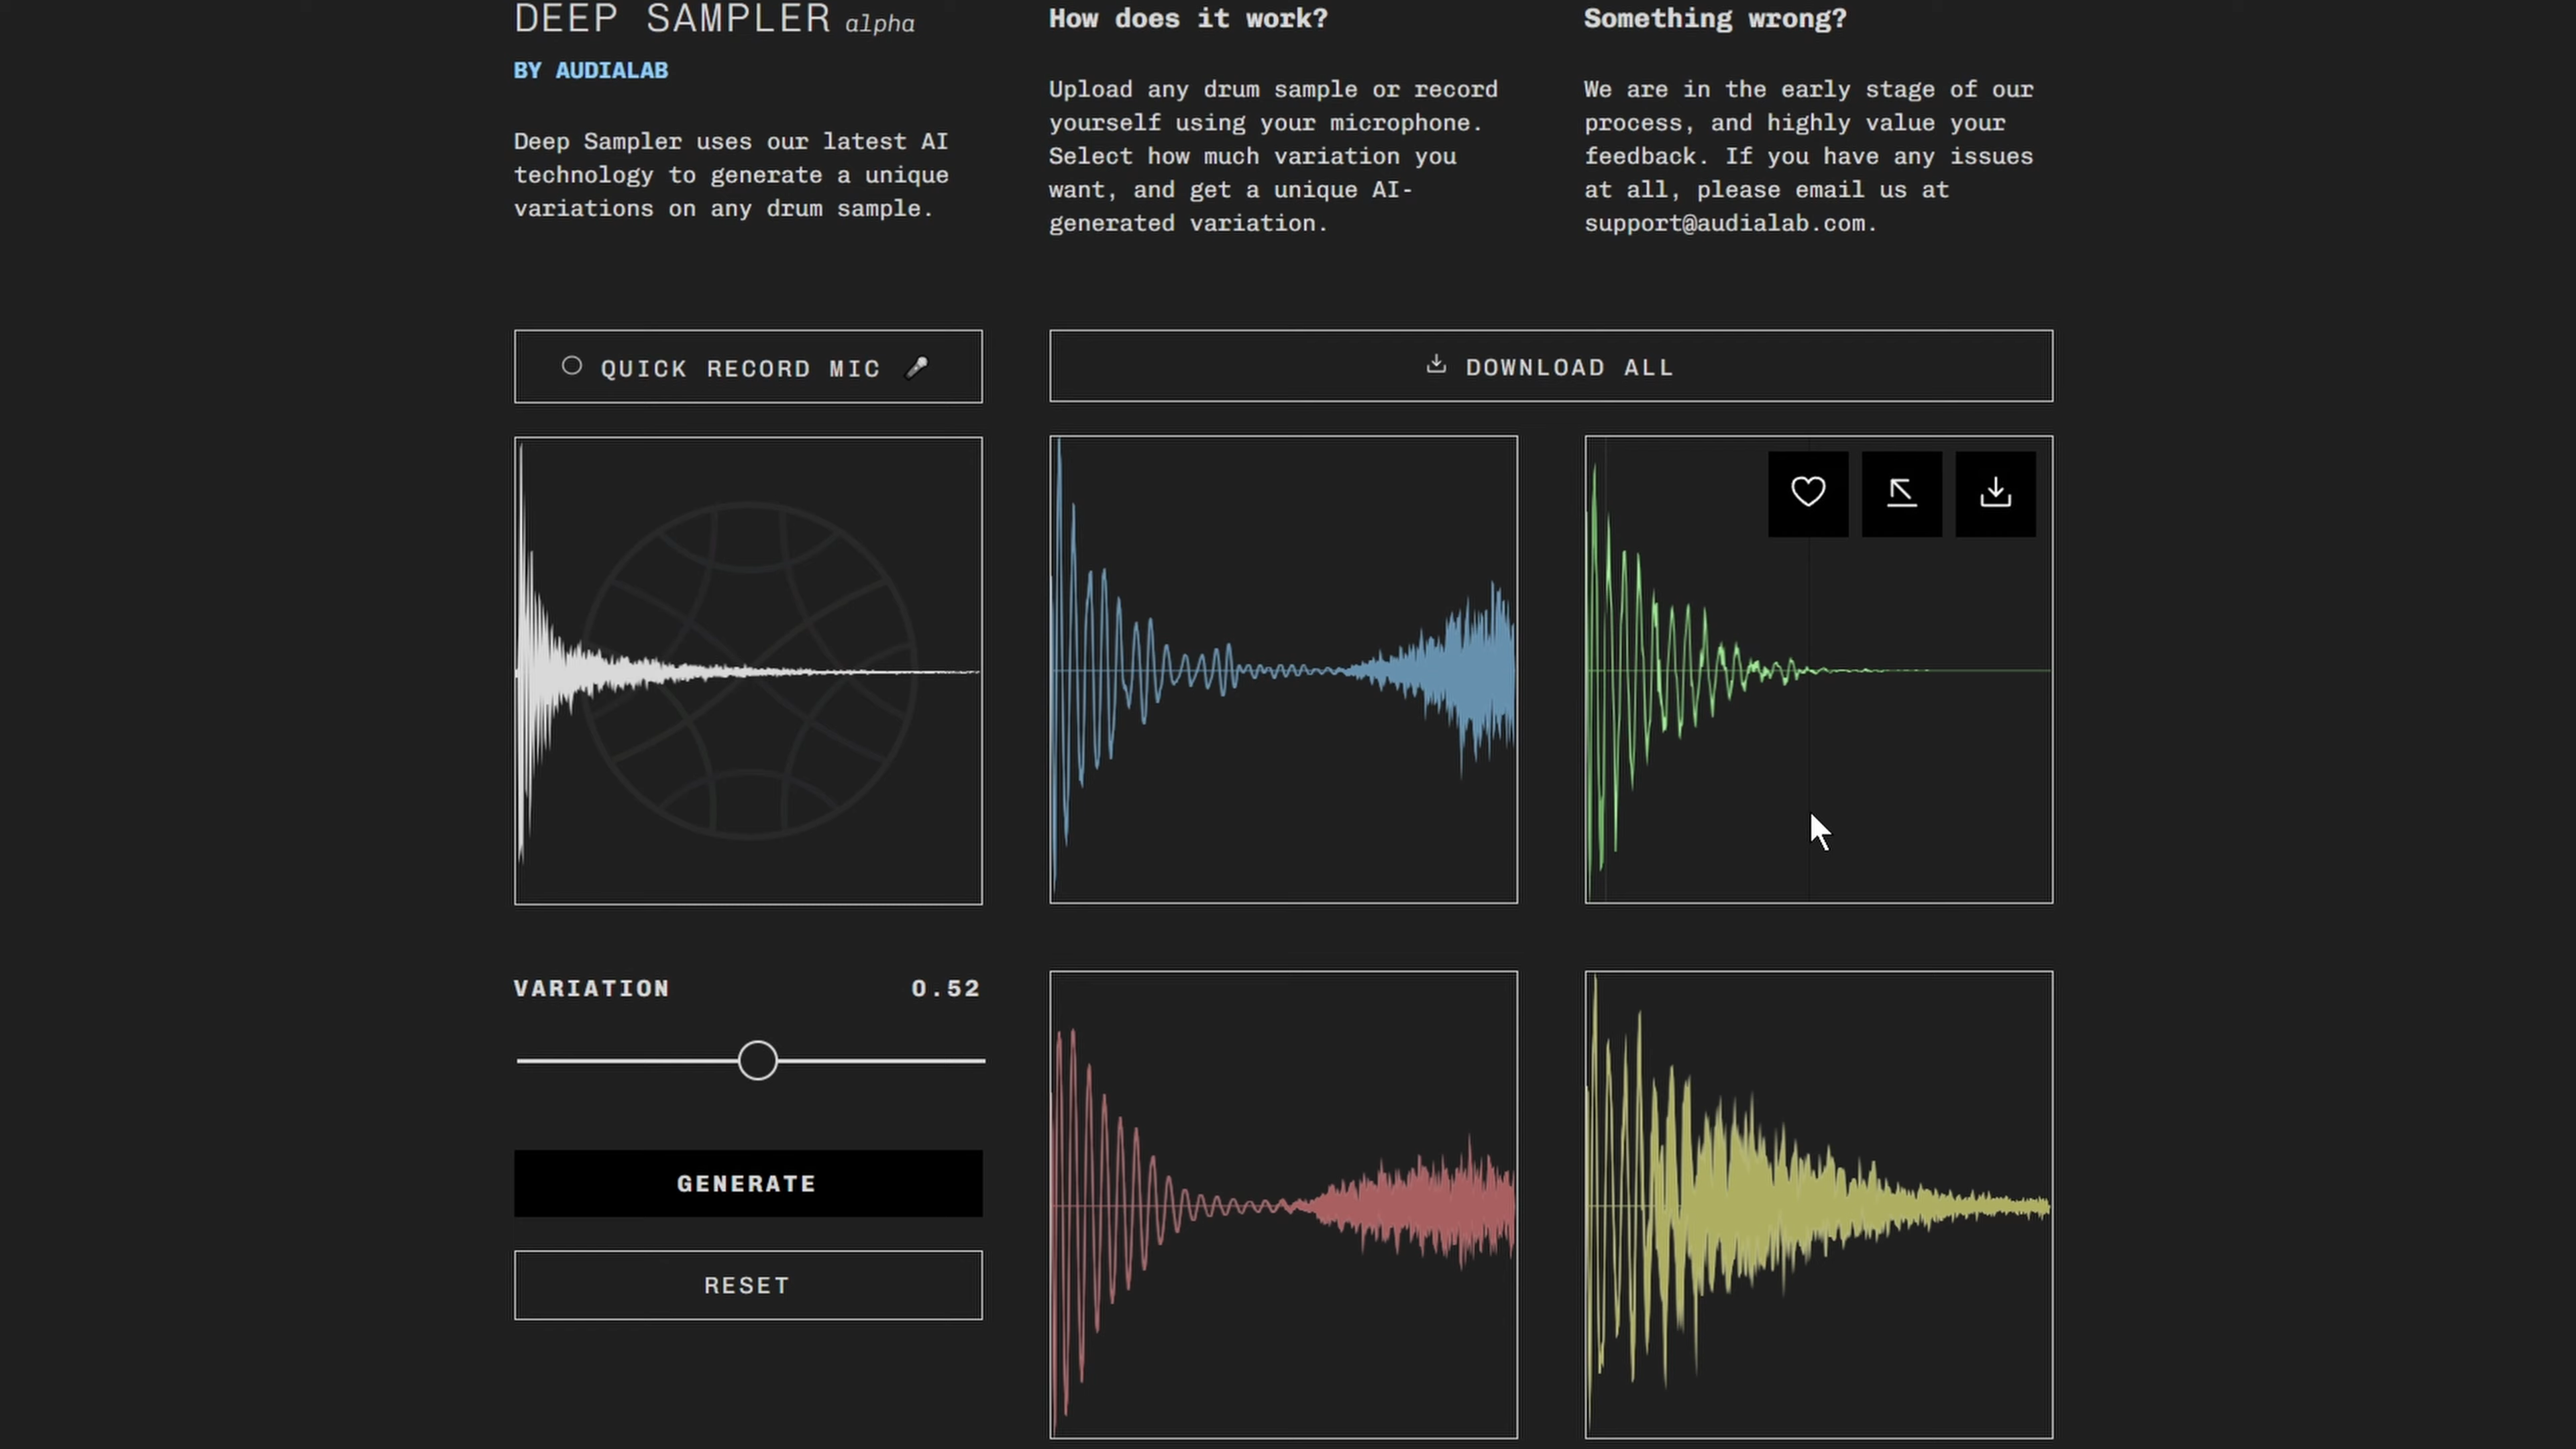 DEEP SAMPLER alpha
BY AUDIALAB
Deep Sampler uses our latest AI
technology to generate a unique
variations on any drum sample.
How does it work?
Upload any drum sample or record
yourself using your microphone.
Select how much variation you
want, and get a unique AI-
generated variation.
Something wrong?
We are in the early stage of our
process, and highly value your
feedback. If you have any issues
at all, please email us at
support@audialab.com.
QUICK RECORD MIC
DOWNLOAD ALL
VARIATION 0.52
GENERATE
RESET